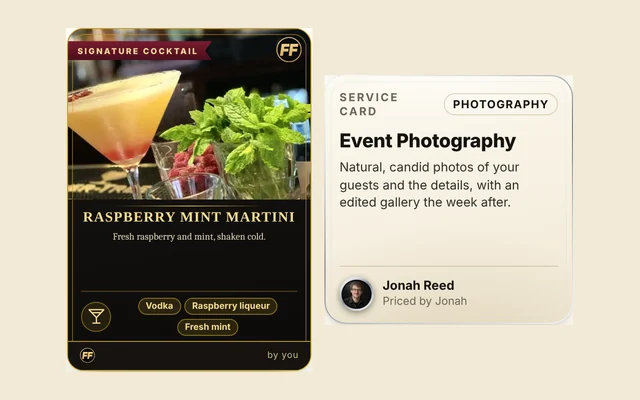 SIGNATURE COCKTAIL
FF
RASPBERRY MINT MARTINI
Fresh raspberry and mint, shaken cold.
Vodka
Raspberry liqueur
Fresh mint
FF
by you
SERVICE
CARD
PHOTOGRAPHY
Event Photography
Natural, candid photos of your
guests and the details, with an
edited gallery the week after.
Jonah Reed
Priced by Jonah